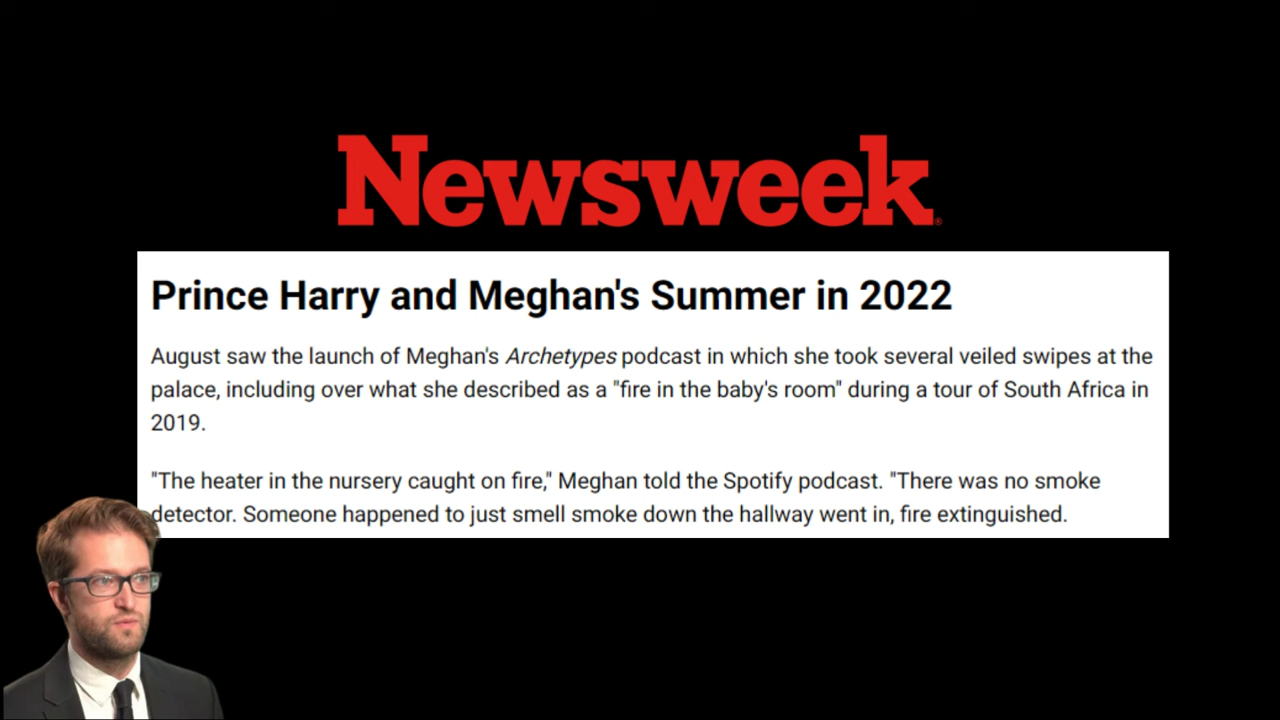 Newsweek
Prince Harry and Meghan's Summer in 2022
August saw the launch of Meghan's Archetypes podcast in which she took several veiled swipes at the
palace, including over what she described as a "fire in the baby's room" during a tour of South Africa in
2019.
"The heater in the nursery caught on fire," Meghan told the Spotify podcast. "There was no smoke
detector. Someone happened to just smell smoke down the hallway went in, fire extinguished.